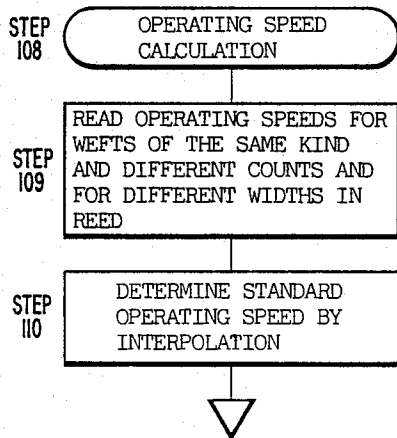 STEP
108
OPERATING SPEED
CALCULATION
STEP
109
READ OPERATING SPEEDS FOR
WEFTS OF THE SAME KIND
AND DIFFERENT COUNTS AND
FOR DIFFERENT WIDTHS IN
REED
STEP
110
DETERMINE STANDARD
OPERATING SPEED BY
INTERPOLATION